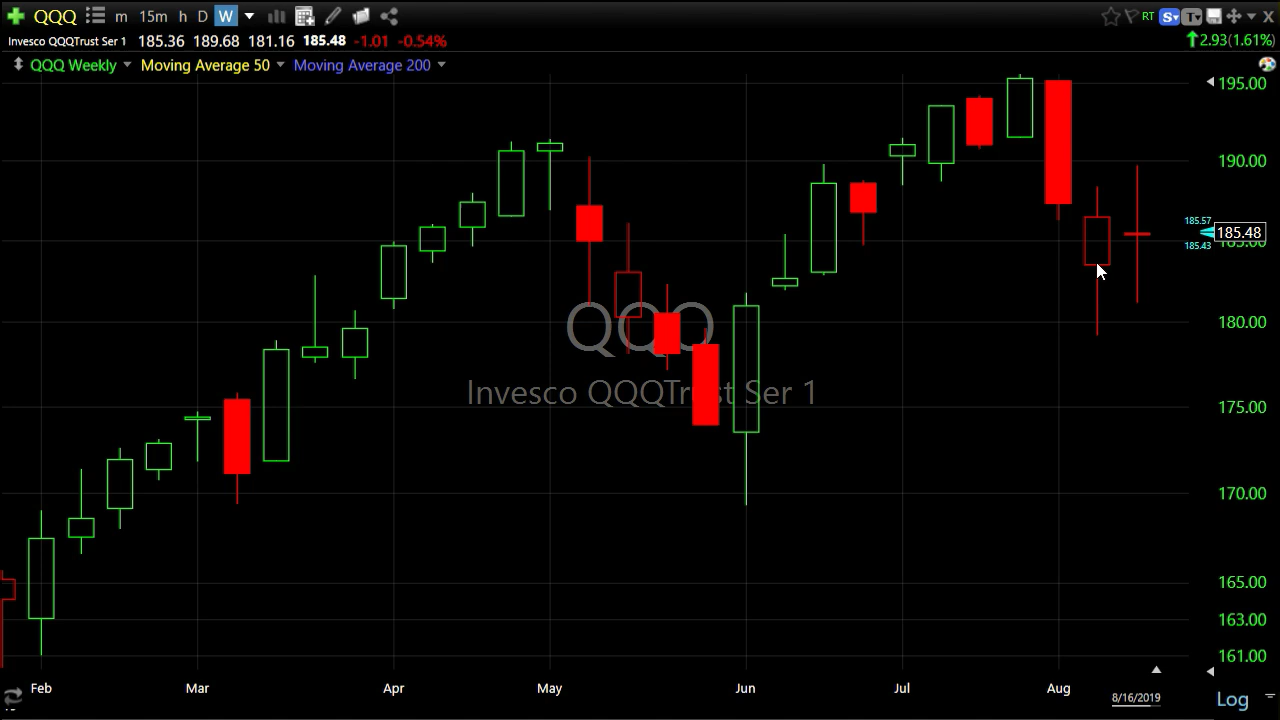 QQQ m 15m h D W RT S T
Invesco QQQTrust Ser 1 185.36 189.68 181.16 185.48 -1.01 -0.54% 2.93(1.61%)
QQQ Weekly Moving Average 50 Moving Average 200
195.00
190.00
185.57
185.48
185.43
180.00
QQQ
Invesco QQQTrust Ser 1
175.00
170.00
165.00
163.00
161.00
Feb Mar Apr May Jun Jul Aug
8/16/2019 Log